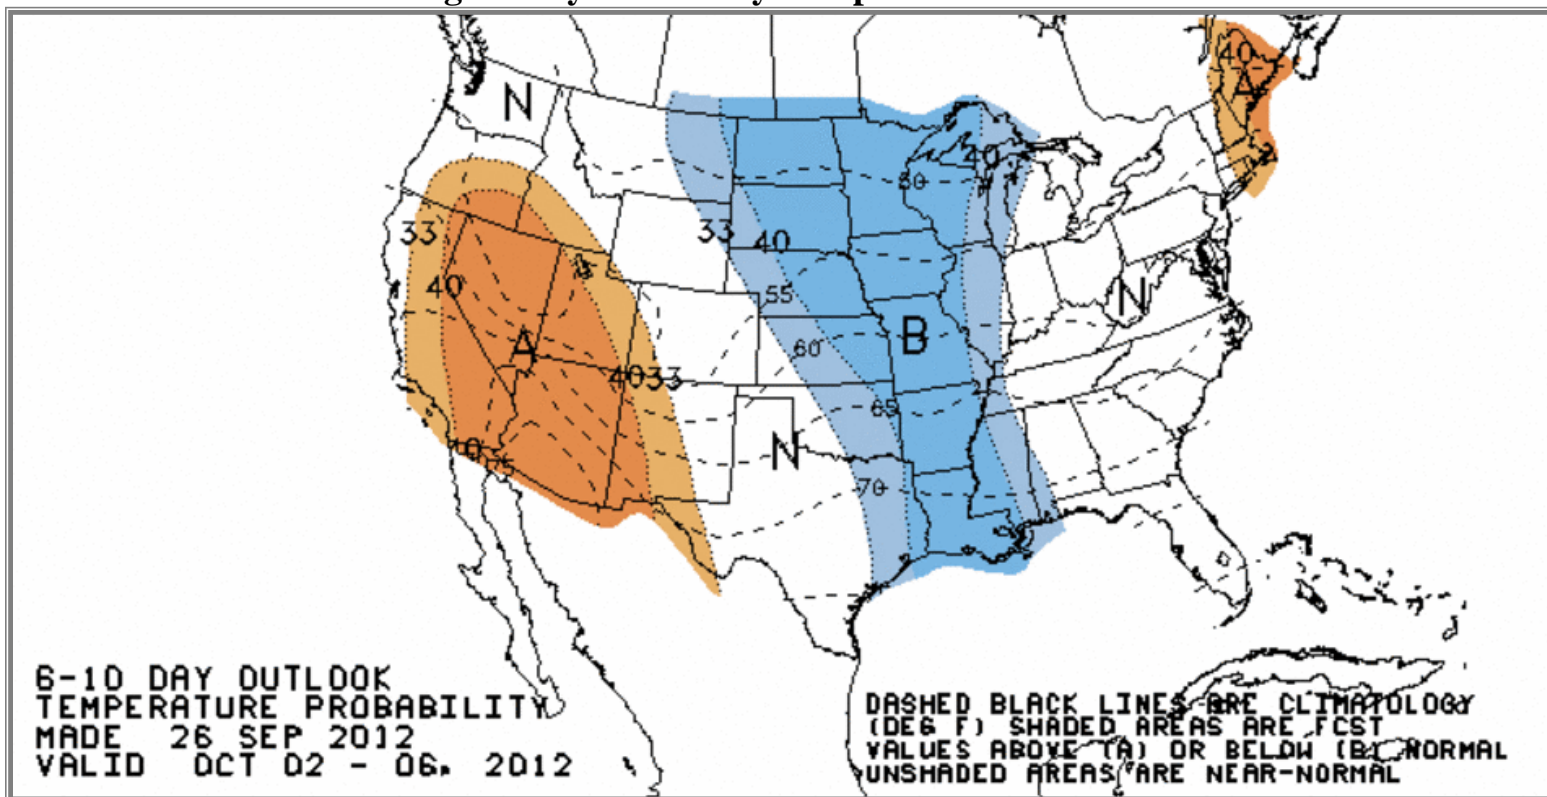 N
40
A
33
40
33
40
50
40
55
N
A
B
60
4033
65
N
70
6-10 DAY OUTLOOK
TEMPERATURE PROBABILITY
MADE 26 SEP 2012
VALID OCT 02 - 06, 2012
DASHED BLACK LINES ARE CLIMATOLOGY
(DEG F) SHADED AREAS ARE FCST
VALUES ABOVE (A) OR BELOW (B) NORMAL
UNSHADED AREAS ARE NEAR-NORMAL